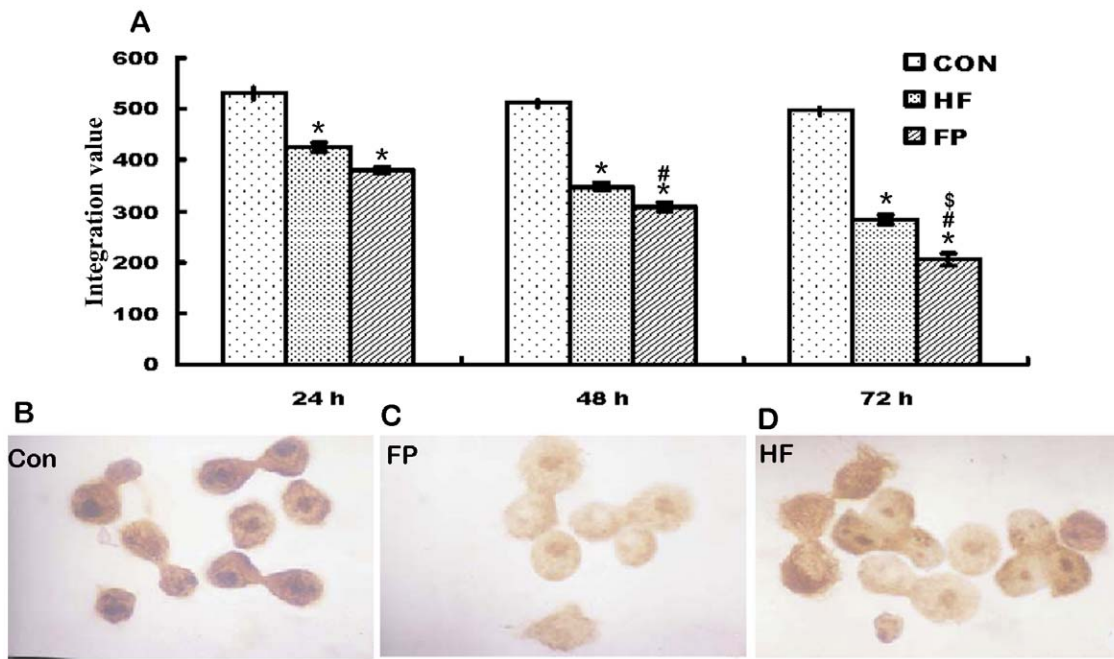 A
600
500
400
300
200
100
0
Integration value
CON
HF
FP
*
*
*
#
*
*
$
#
*
24 h
48 h
72 h
B
Con
C
FP
D
HF